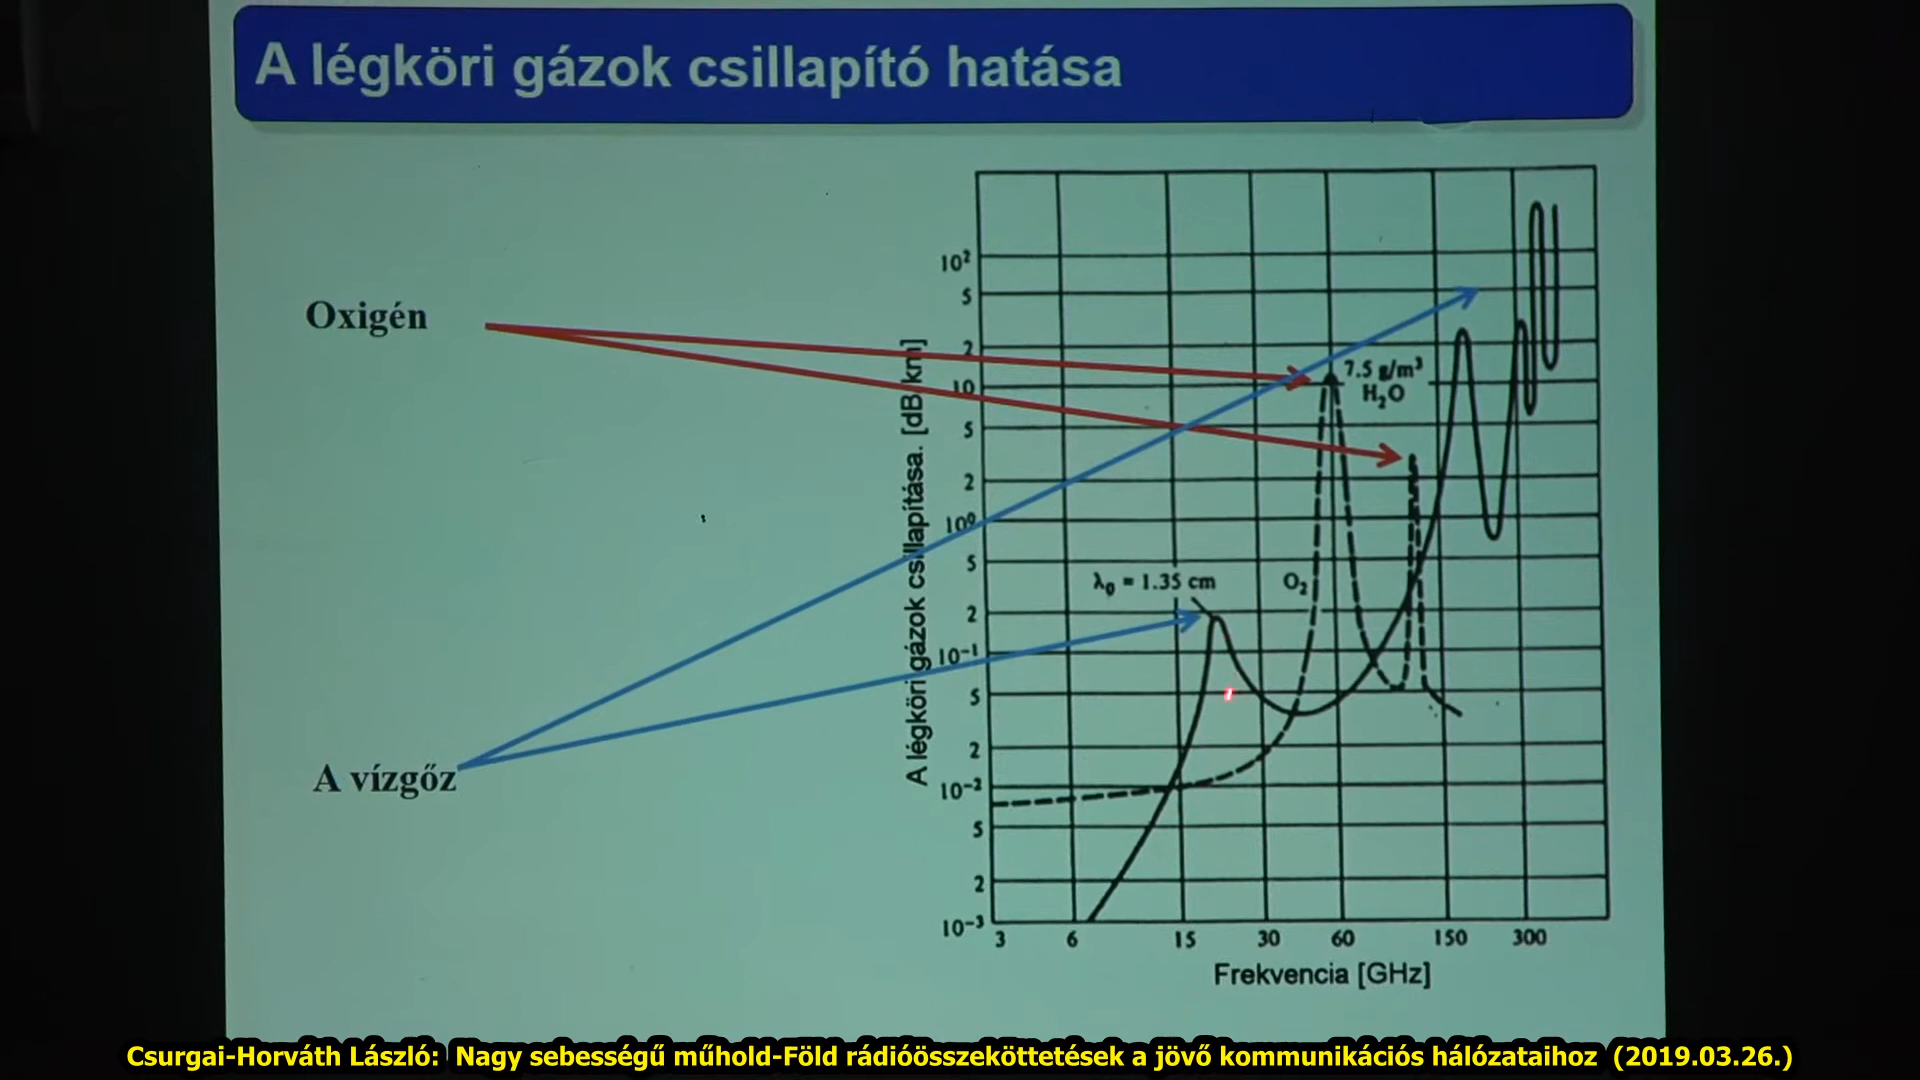 A légköri gázok csillapító hatása
Oxigén
A vízgőz
A légköri gázok csillapítása. [dB/km]
10²
5
2
10
5
2
10⁰
5
2
10⁻¹
5
2
10⁻²
5
2
10⁻³
7.5 g/m³
H₂O
λ₀ = 1.35 cm
O₂
3 6 15 30 60 150 300
Frekvencia [GHz]
Csurgai-Horváth László: Nagy sebességű műhold-Föld rádióösszeköttetések a jövő kommunikációs hálózataihoz (2019.03.26.)